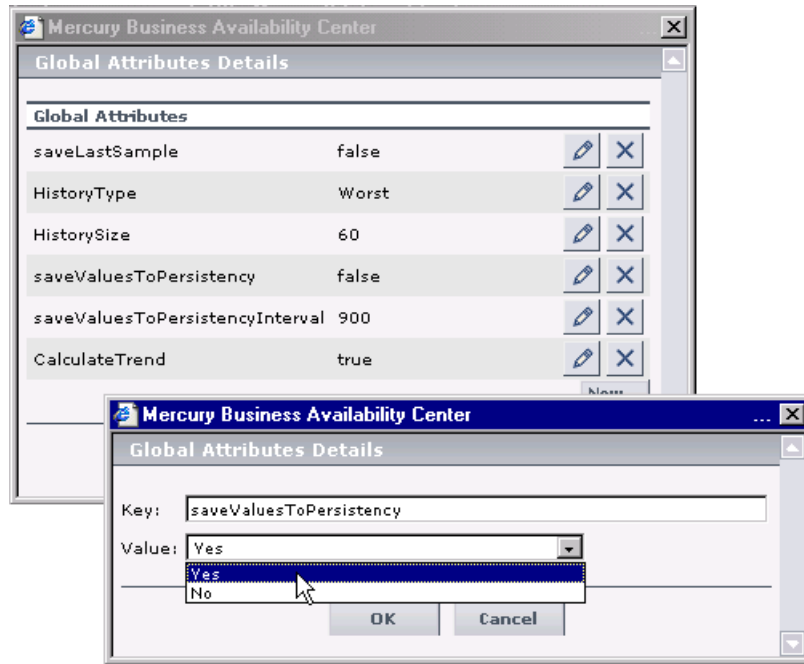 Mercury Business Availability Center
Global Attributes Details
Global Attributes
saveLastSample false
HistoryType Worst
HistorySize 60
saveValuesToPersistency false
saveValuesToPersistencyInterval 900
CalculateTrend true
Mercury Business Availability Center ...
Global Attributes Details
Key: saveValuesToPersistency
Value: Yes
Yes
No
OK Cancel